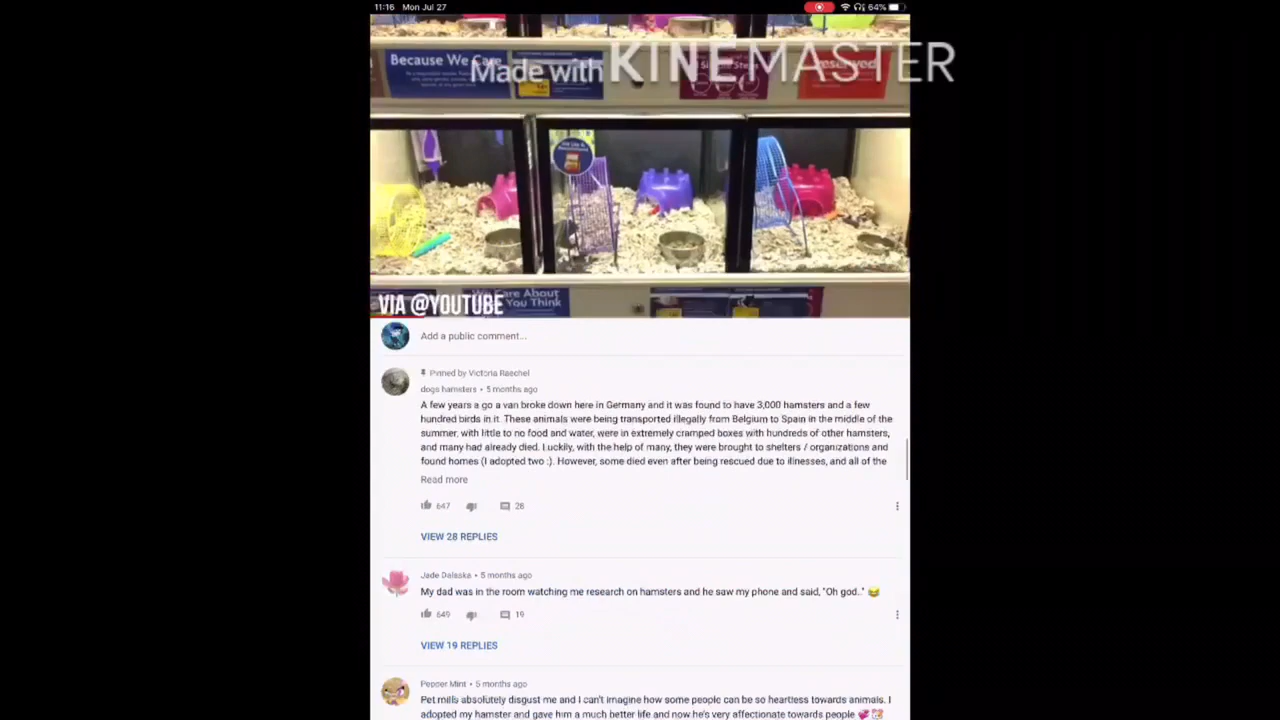 11:16 Mon Jul 27
64%
Because We Care
Made with KINEMASTER
Steps
reserved
We Care About
You Think
VIA @YOUTUBE
Add a public comment...
Pinned by Victoria Raechel
dogs hamsters • 5 months ago
A few years a go a van broke down here in Germany and it was found to have 3,000 hamsters and a few
hundred birds in it. These animals were being transported illegally from Belgium to Spain in the middle of the
summer, with little to no food and water, were in extremely cramped boxes with hundreds of other hamsters,
and many had already died. Luckily, with the help of many, they were brought to shelters / organizations and
found homes (I adopted two :). However, some died even after being rescued due to illnesses, and all of the
Read more
647 28
VIEW 28 REPLIES
Jade Dalaska • 5 months ago
My dad was in the room watching me research on hamsters and he saw my phone and said, "Oh god.." 😂
649 19
VIEW 19 REPLIES
Pepper Mint • 5 months ago
Pet mills absolutely disgust me and I can't imagine how some people can be so heartless towards animals. I
adopted my hamster and gave him a much better life and now he's very affectionate towards people 💞 🐹